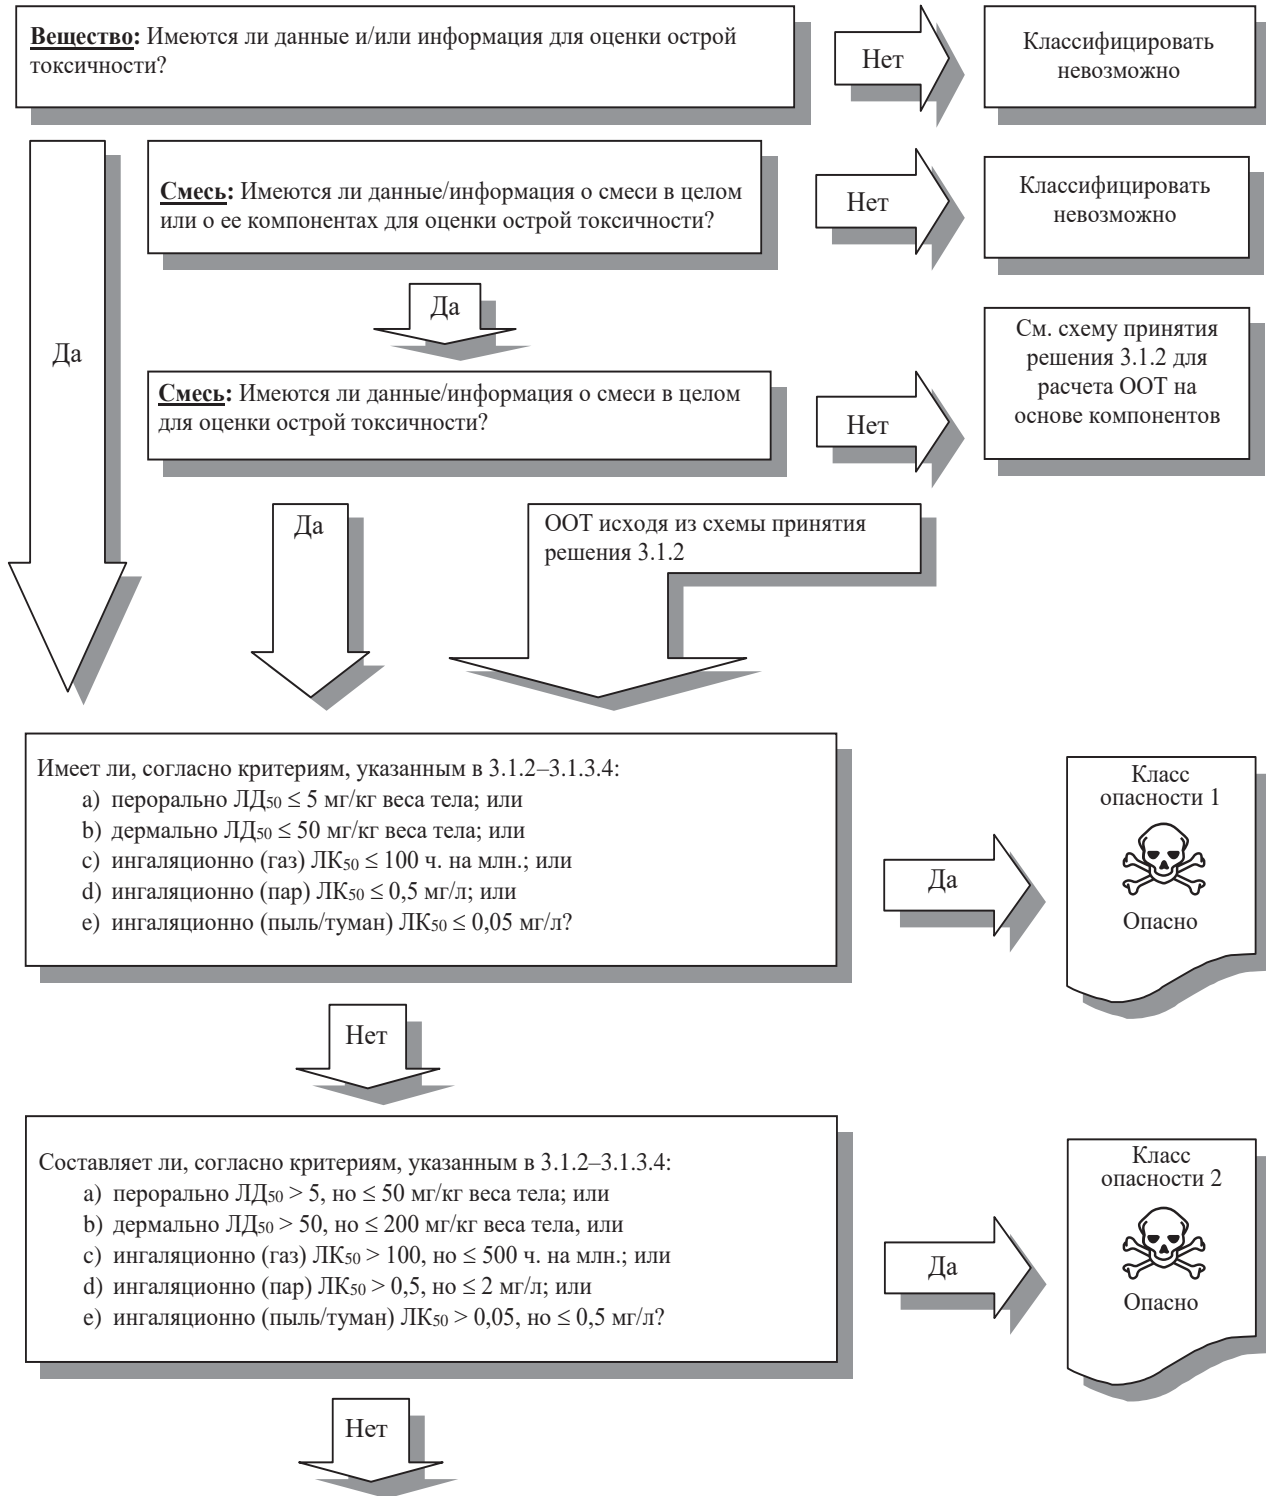 Вещество: Имеются ли данные и/или информация для оценки острой
токсичности?
Нет
Классифицировать
невозможно
Смесь: Имеются ли данные/информация о смеси в целом
или о ее компонентах для оценки острой токсичности?
Нет
Классифицировать
невозможно
Да
Да
Смесь: Имеются ли данные/информация о смеси в целом
для оценки острой токсичности?
Нет
См. схему принятия
решения 3.1.2 для
расчета ООТ на
основе компонентов
Да
ООТ исходя из схемы принятия
решения 3.1.2
Имеет ли, согласно критериям, указанным в 3.1.2–3.1.3.4:
a) перорально ЛД50 ≤ 5 мг/кг веса тела; или
b) дермально ЛД50 ≤ 50 мг/кг веса тела; или
c) ингаляционно (газ) ЛК50 ≤ 100 ч. на млн.; или
d) ингаляционно (пар) ЛК50 ≤ 0,5 мг/л; или
e) ингаляционно (пыль/туман) ЛК50 ≤ 0,05 мг/л?
Да
Класс
опасности 1
Опасно
Нет
Составляет ли, согласно критериям, указанным в 3.1.2–3.1.3.4:
a) перорально ЛД50 > 5, но ≤ 50 мг/кг веса тела; или
b) дермально ЛД50 > 50, но ≤ 200 мг/кг веса тела, или
c) ингаляционно (газ) ЛК50 > 100, но ≤ 500 ч. на млн.; или
d) ингаляционно (пар) ЛК50 > 0,5, но ≤ 2 мг/л; или
e) ингаляционно (пыль/туман) ЛК50 > 0,05, но ≤ 0,5 мг/л?
Да
Класс
опасности 2
Опасно
Нет